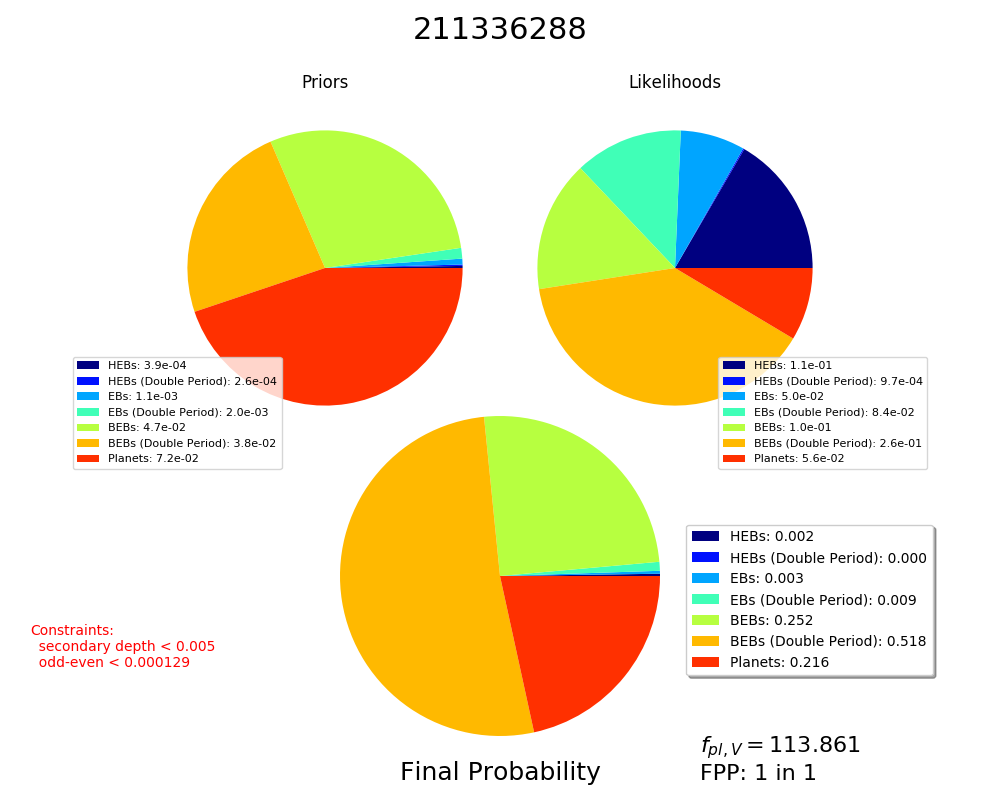 211336288
Priors
Likelihoods
HEBs: 3.9e-04
HEBs (Double Period): 2.6e-04
EBs: 1.1e-03
EBs (Double Period): 2.0e-03
BEBs: 4.7e-02
BEBs (Double Period): 3.8e-02
Planets: 7.2e-02
HEBs: 1.1e-01
HEBs (Double Period): 9.7e-04
EBs: 5.0e-02
EBs (Double Period): 8.4e-02
BEBs: 1.0e-01
BEBs (Double Period): 2.6e-01
Planets: 5.6e-02
HEBs: 0.002
HEBs (Double Period): 0.000
EBs: 0.003
EBs (Double Period): 0.009
BEBs: 0.252
BEBs (Double Period): 0.518
Planets: 0.216
Constraints:
secondary depth < 0.005
odd-even < 0.000129
Final Probability
f_{pl,V} = 113.861
FPP: 1 in 1